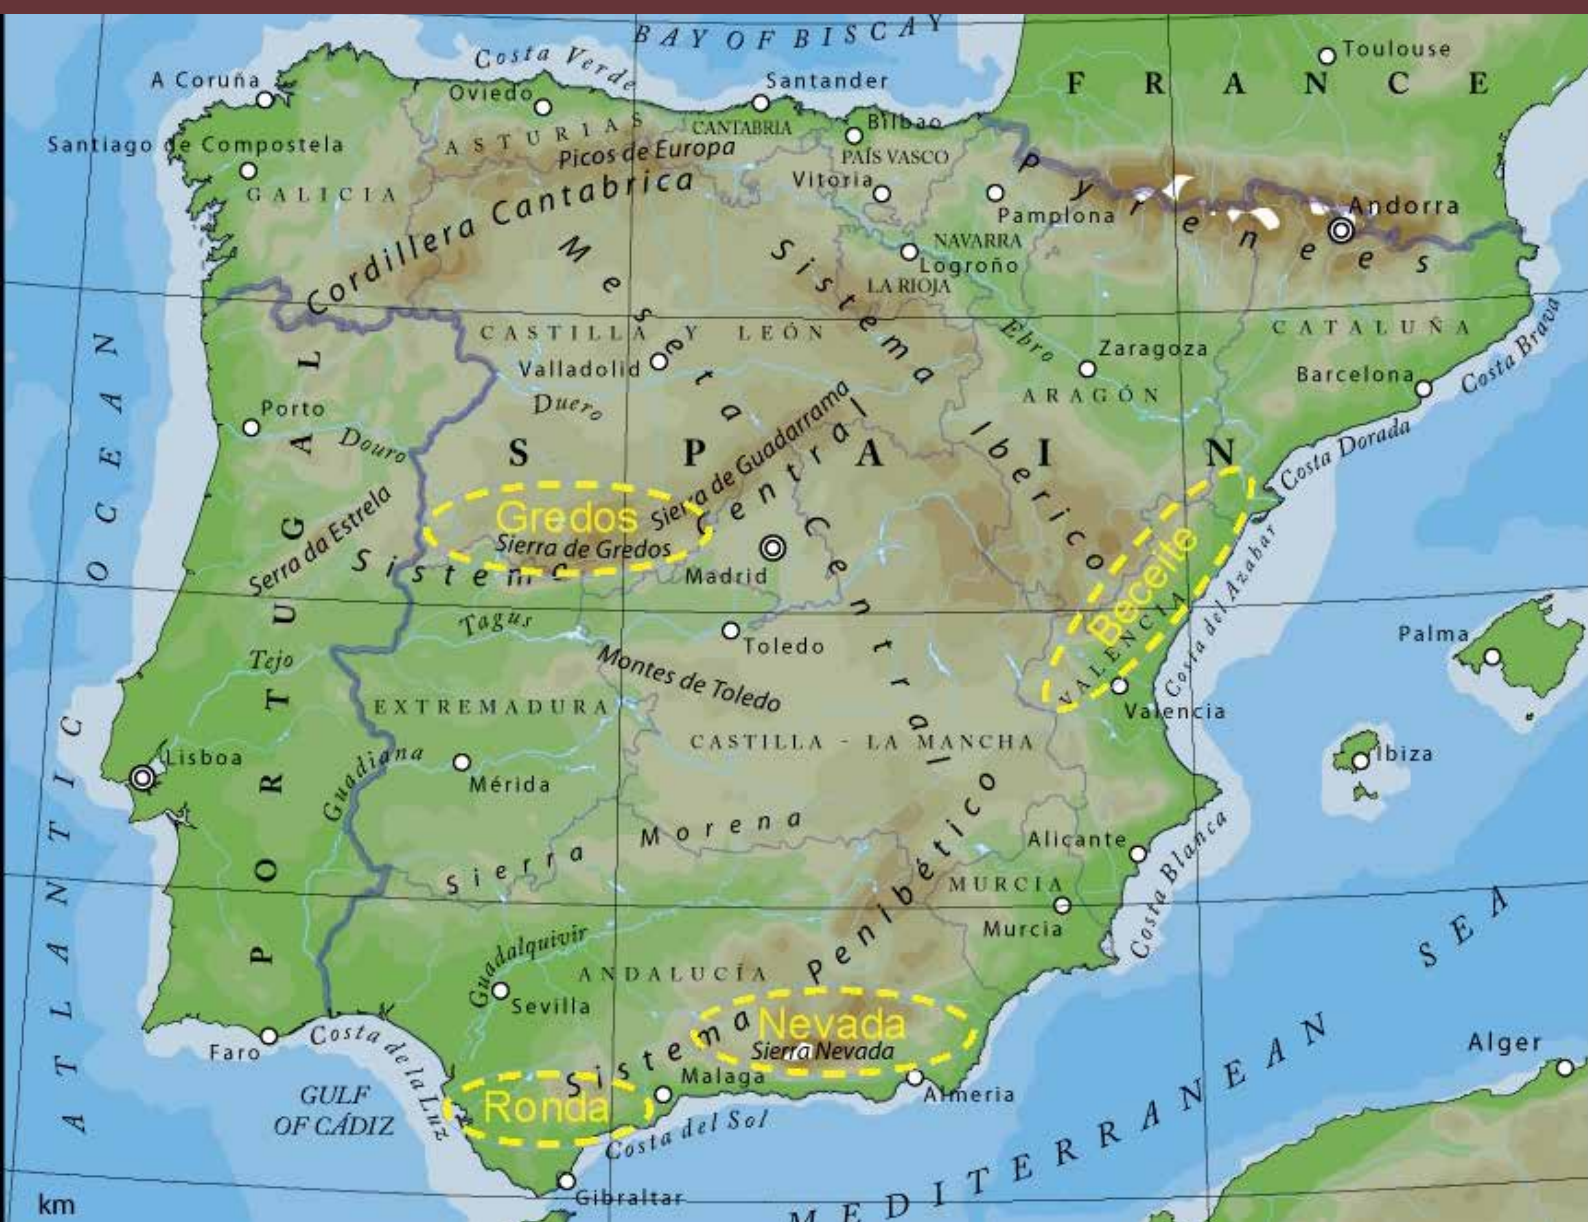 BAY OF BISCAY
Costa Verde
Toulouse
A Coruña
Oviedo
Santander
FRANCE
Santiago de Compostela
ASTURIAS
CANTABRIA
Bilbao
Picos de Europa
PAÍS VASCO
GALICIA
Vitoria
Pyrenees
Andorra
Pamplona
Cordillera Cantabrica
NAVARRA
Logroño
LA RIOJA
Meseta Central
Sistema Iberico
CASTILLA Y LEÓN
Ebro
CATALUÑA
Costa Brava
Valladolid
Zaragoza
Barcelona
ARAGÓN
Duero
Porto
Douro
Sierra de Guadarrama
SPAIN
Costa Dorada
Gredos
Sierra de Gredos
Serra da Estrela
Sistema Central
Madrid
Beceite
Costa del Azahar
Tagus
Toledo
VALENCIA
Palma
Tejo
Montes de Toledo
PORTUGAL
EXTREMADURA
Valencia
CASTILLA - LA MANCHA
Lisboa
Guadiana
Ibiza
Mérida
Sierra Morena
Alicante
Costa Blanca
MURCIA
Murcia
Sistema Penibético
Guadalquivir
ANDALUCÍA
Sevilla
Nevada
Sierra Nevada
Faro
Costa de la Luz
Malaga
Almeria
Alger
Ronda
GULF
OF CÁDIZ
Costa del Sol
Gibraltar
ATLANTIC OCEAN
MEDITERRANEAN SEA
km